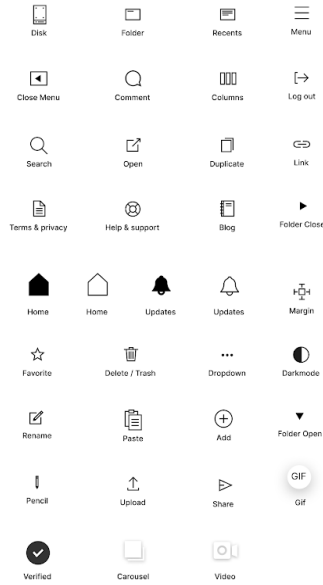 Disk Folder Recents Menu
Close Menu Comment Columns Log out
Search Open Duplicate Link
Terms & privacy Help & support Blog Folder Close
Home Home Updates Updates Margin
Favorite Delete / Trash Dropdown Darkmode
Rename Paste Add Folder Open
GIF
Pencil Upload Share Gif
Verified Carousel Video